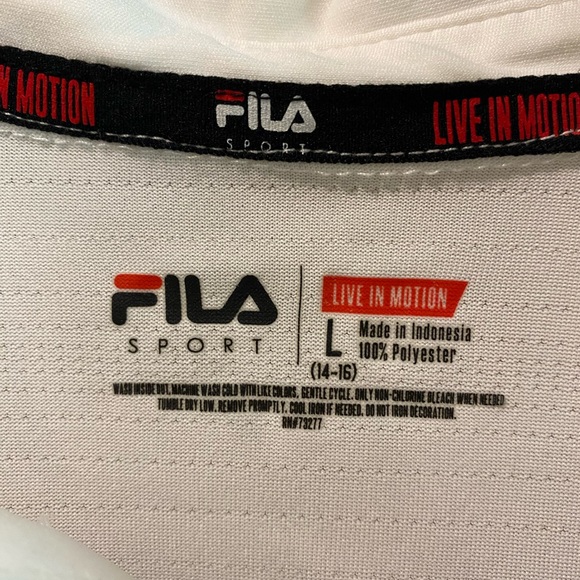 N MOTION FILA LIVE IN MOTIO
SPORT
FILA
SPORT
LIVE IN MOTION
L Made in Indonesia
100% Polyester
(14-16)
WASH INSIDE OUT, MACHINE WASH COLD WITH LIKE COLORS. GENTLE CYCLE. ONLY NON-CHLORINE BLEACH WHEN NEEDED
TUMBLE DRY LOW. REMOVE PROMPTLY. COOL IRON IF NEEDED. DO NOT IRON DECORATION.
RN#73277